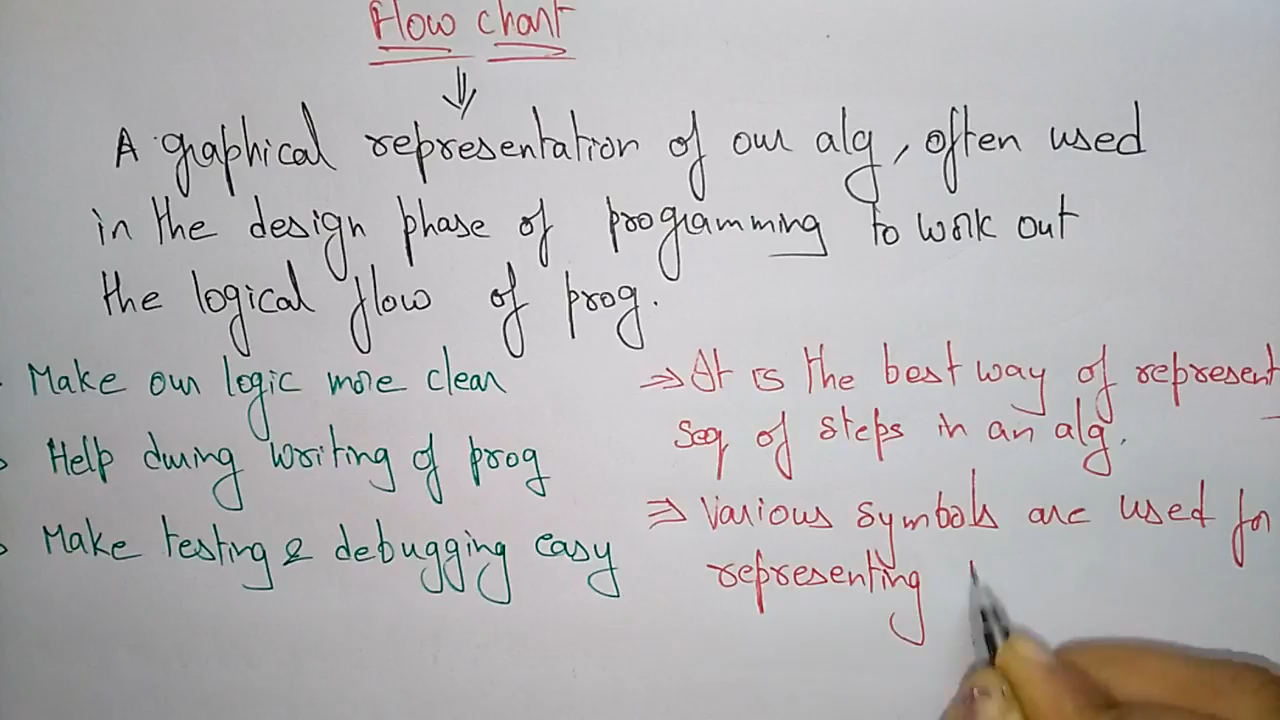 Flow chart
A graphical representation of our alg, often used
in the design phase of programming to work out
the logical flow of prog.
Make our logic more clear
Help during writing of prog
Make testing & debugging easy
⇒ It is the best way of represent
seq of steps in an alg.
⇒ Various symbols are used for
representing